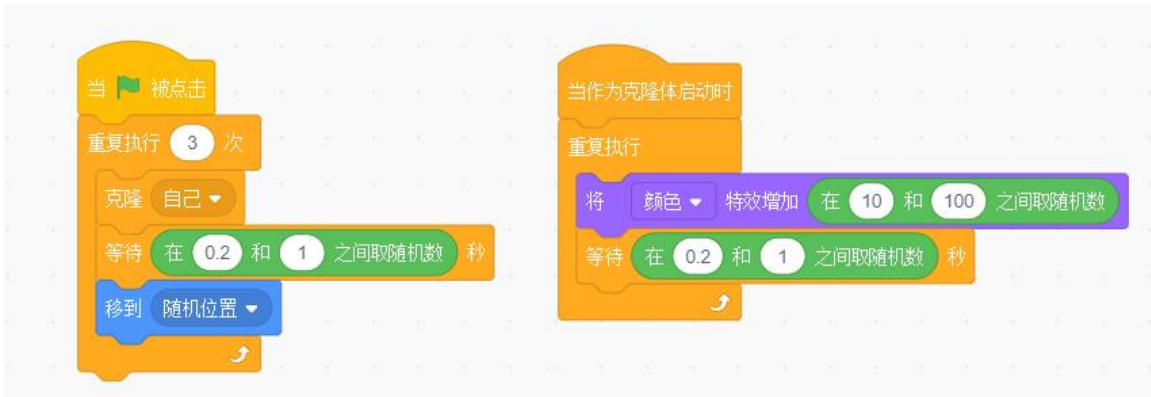 当 被点击
重复执行 3 次
克隆 自己
等待 在 0.2 和 1 之间取随机数 秒
移到 随机位置
当作为克隆体启动时
重复执行
将 颜色 特效增加 在 10 和 100 之间取随机数
等待 在 0.2 和 1 之间取随机数 秒